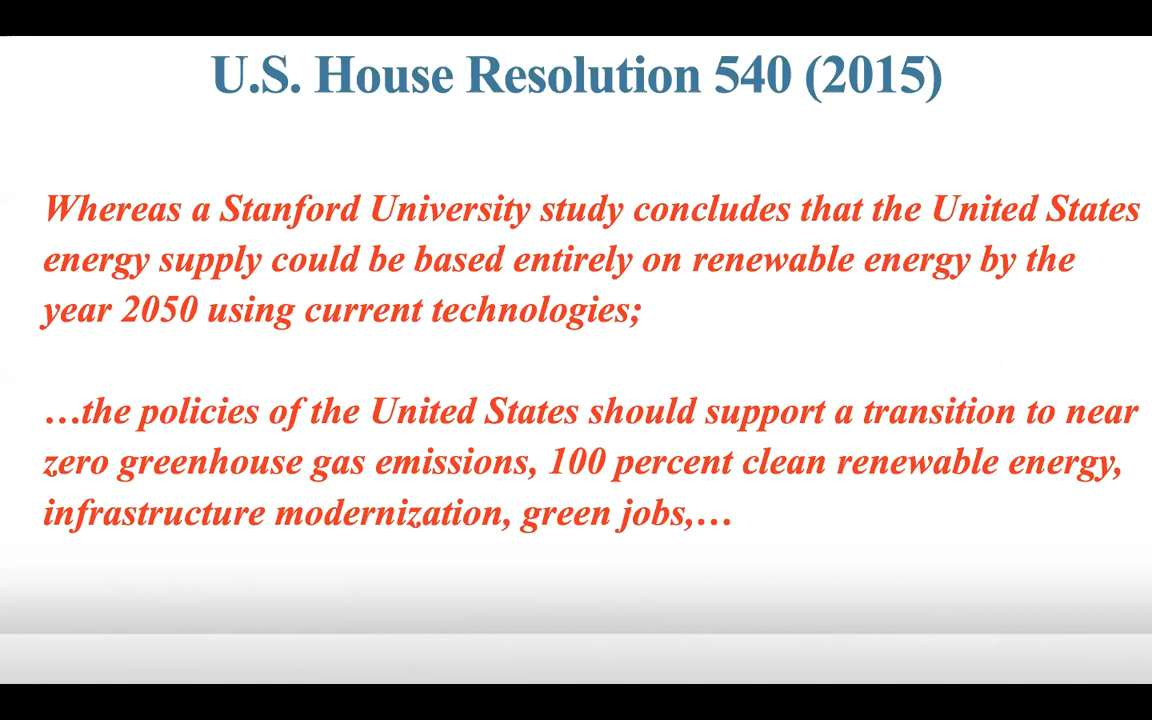 U.S. House Resolution 540 (2015)
Whereas a Stanford University study concludes that the United States
energy supply could be based entirely on renewable energy by the
year 2050 using current technologies;
…the policies of the United States should support a transition to near
zero greenhouse gas emissions, 100 percent clean renewable energy,
infrastructure modernization, green jobs,…